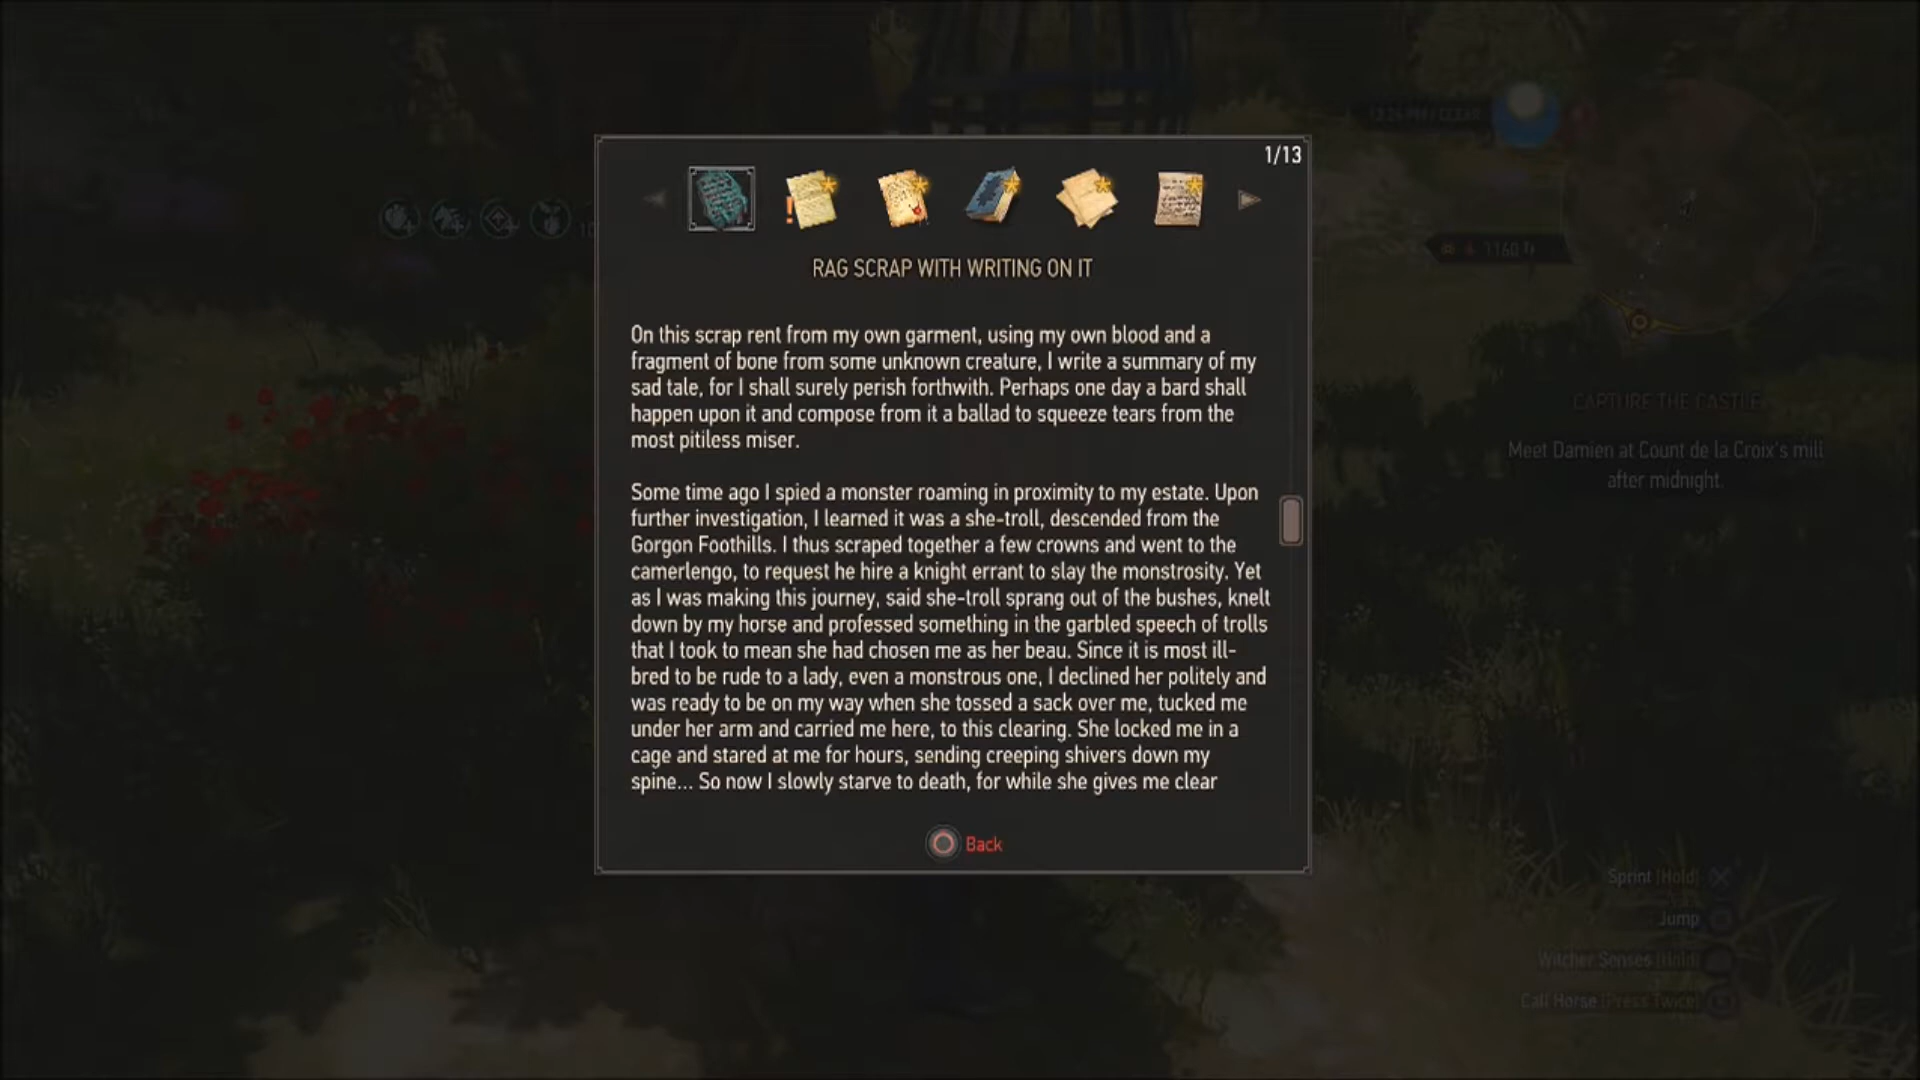 1/13
RAG SCRAP WITH WRITING ON IT
On this scrap rent from my own garment, using my own blood and a
fragment of bone from some unknown creature, I write a summary of my
sad tale, for I shall surely perish forthwith. Perhaps one day a bard shall
happen upon it and compose from it a ballad to squeeze tears from the
most pitiless miser.
Some time ago I spied a monster roaming in proximity to my estate. Upon
further investigation, I learned it was a she-troll, descended from the
Gorgon Foothills. I thus scraped together a few crowns and went to the
camerlengo, to request he hire a knight errant to slay the monstrosity. Yet
as I was making this journey, said she-troll sprang out of the bushes, knelt
down by my horse and professed something in the garbled speech of trolls
that I took to mean she had chosen me as her beau. Since it is most ill-
bred to be rude to a lady, even a monstrous one, I declined her politely and
was ready to be on my way when she tossed a sack over me, tucked me
under her arm and carried me here, to this clearing. She locked me in a
cage and stared at me for hours, sending creeping shivers down my
spine... So now I slowly starve to death, for while she gives me clear
Back
CAPTURE THE CASTLE
Meet Damien at Count de la Croix's mill
after midnight.
Sprint [Hold]
Jump
Witcher Senses [Hold]
Call Horse [Press Twice]